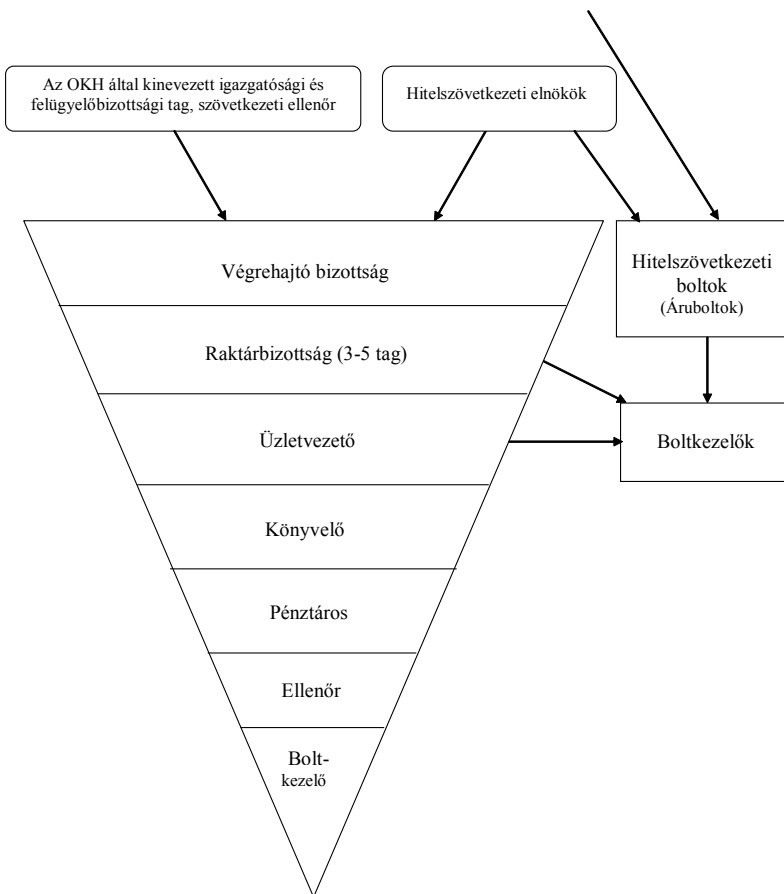 Az OKH által kinevezett igazgatósági és
felügyelőbizottsági tag, szövetkezeti ellenőr
Hitelszövetkezeti elnökök
Végrehajtó bizottság
Hitelszövetkezeti
boltok
(Áruboltok)
Raktárbizottság (3-5 tag)
Üzletvezető
Boltkezelők
Könyvelő
Pénztáros
Ellenőr
Bolt-
kezelő